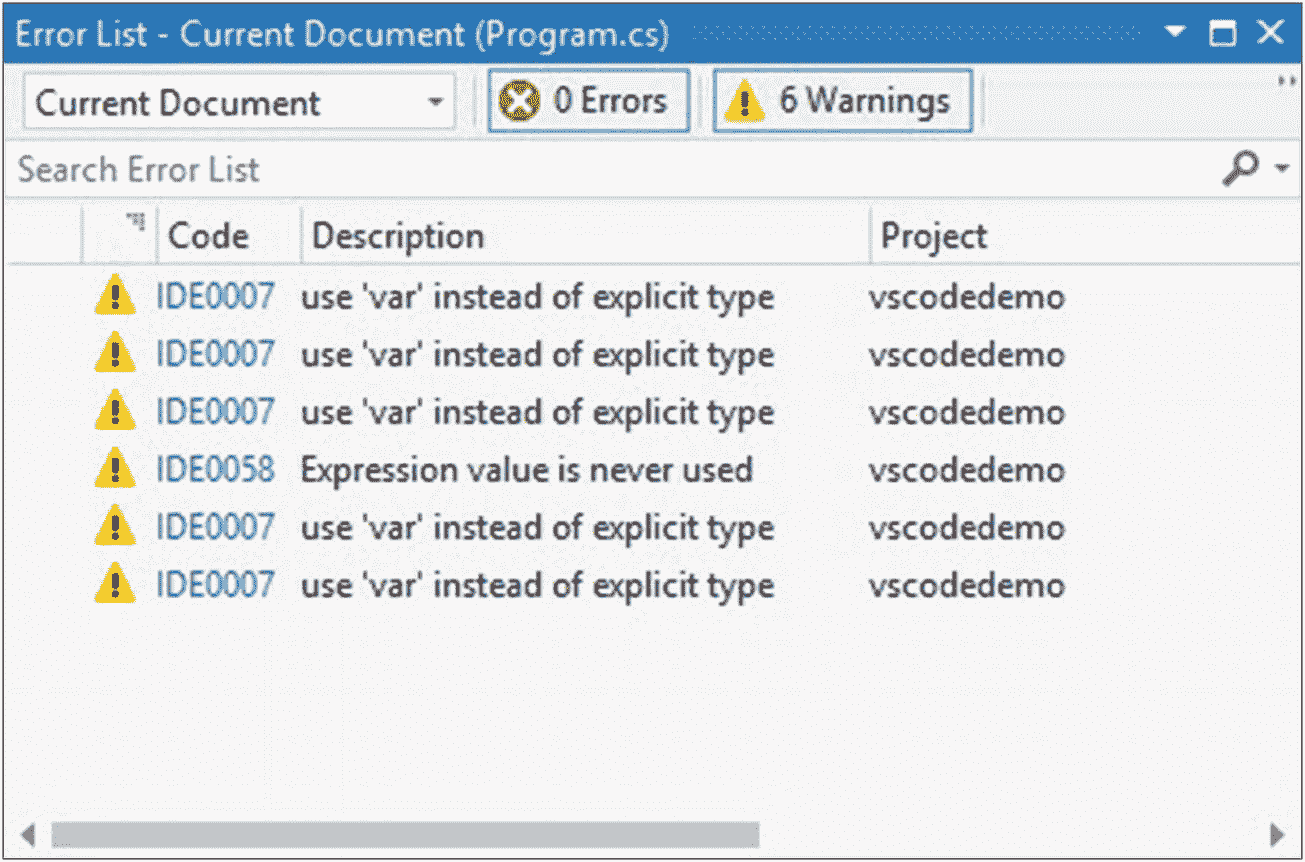 Error List - Current Document (Program.cs)
Current Document 0 Errors 6 Warnings
Search Error List
Code Description Project
IDE0007 use 'var' instead of explicit type vscodedemo
IDE0007 use 'var' instead of explicit type vscodedemo
IDE0007 use 'var' instead of explicit type vscodedemo
IDE0058 Expression value is never used vscodedemo
IDE0007 use 'var' instead of explicit type vscodedemo
IDE0007 use 'var' instead of explicit type vscodedemo